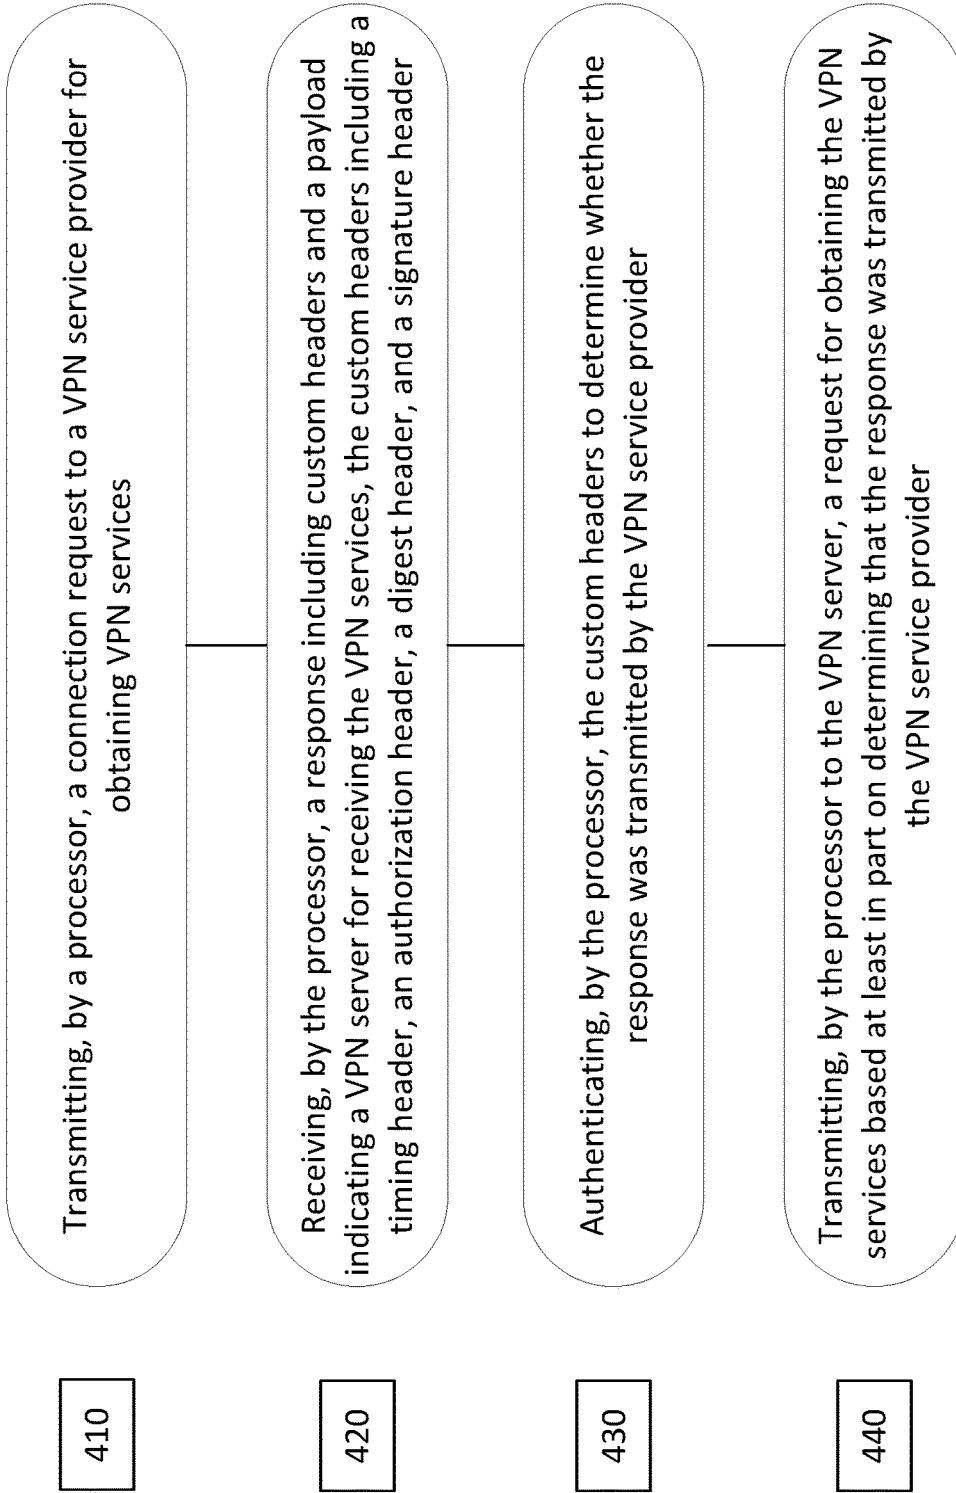 410
Transmitting, by a processor, a connection request to a VPN service provider for
obtaining VPN services
420
Receiving, by the processor, a response including custom headers and a payload
indicating a VPN server for receiving the VPN services, the custom headers including a
timing header, an authorization header, a digest header, and a signature header
430
Authenticating, by the processor, the custom headers to determine whether the
response was transmitted by the VPN service provider
440
Transmitting, by the processor to the VPN server, a request for obtaining the VPN
services based at least in part on determining that the response was transmitted by
the VPN service provider